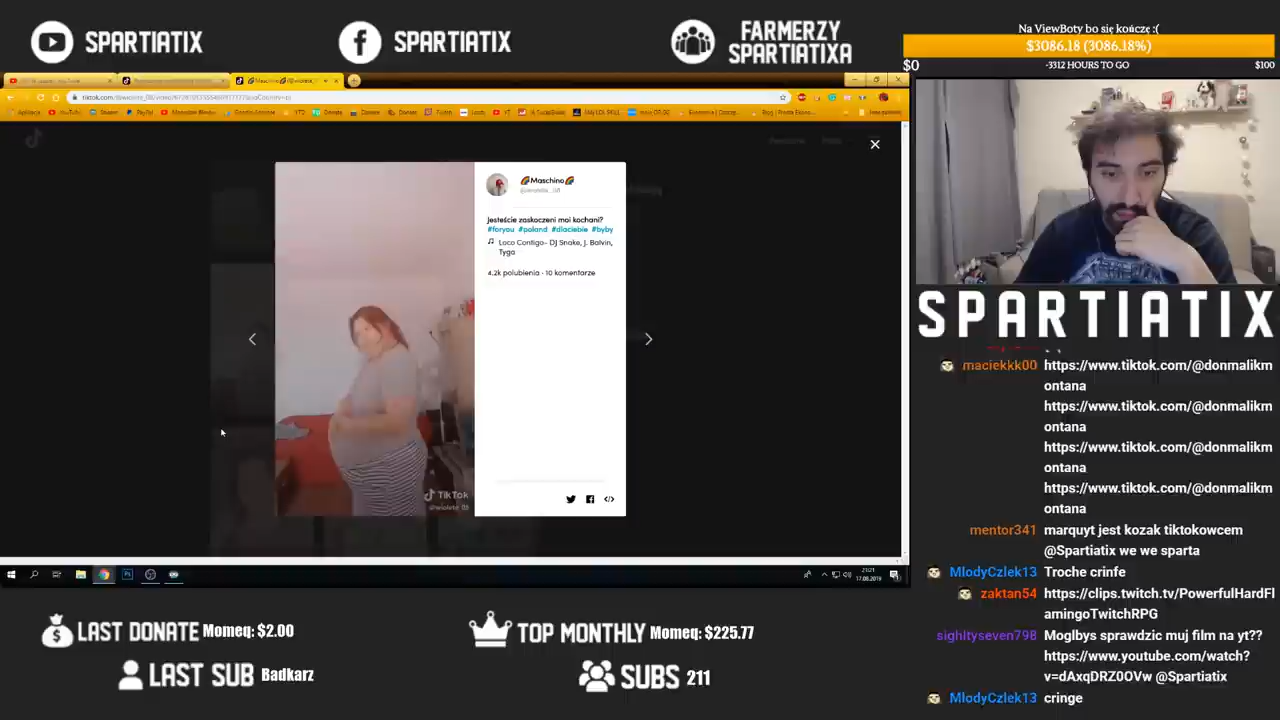 SPARTIATIX
SPARTIATIX
FARMERZY
SPARTIATIXA
Na ViewBoty bo się kończę :(
$3086.18 (3086.18%)
$0
-3312 HOURS TO GO
$100
Maschino
Jesteście zaskoczeni moi kochani?
#foryou #poland #dlaciebie #byby
Loco Contigo- DJ Snake, J. Balvin,
Tyga
4.2k polubienia · 10 komentarze
TikTok
SPARTIATIX
maciekkk00 https://www.tiktok.com/@donmalikm
ontana
https://www.tiktok.com/@donmalikm
ontana
https://www.tiktok.com/@donmalikm
ontana
https://www.tiktok.com/@donmalikm
ontana
mentor341 marquyt jest kozak tiktokowcem
@Spartiatix we we sparta
MlodyCzlek13 Troche crinfe
zaktan54 https://clips.twitch.tv/PowerfulHardFl
amingoTwitchRPG
sighltyseven798 Moglbys sprawdzic muj film na yt??
https://www.youtube.com/watch?
v=dAxqDRZ0OVw @Spartiatix
MlodyCzlek13 cringe
21:21
17.08.2019
LAST DONATE Momeq: $2.00
TOP MONTHLY Momeq: $225.77
LAST SUB Badkarz
SUBS 211